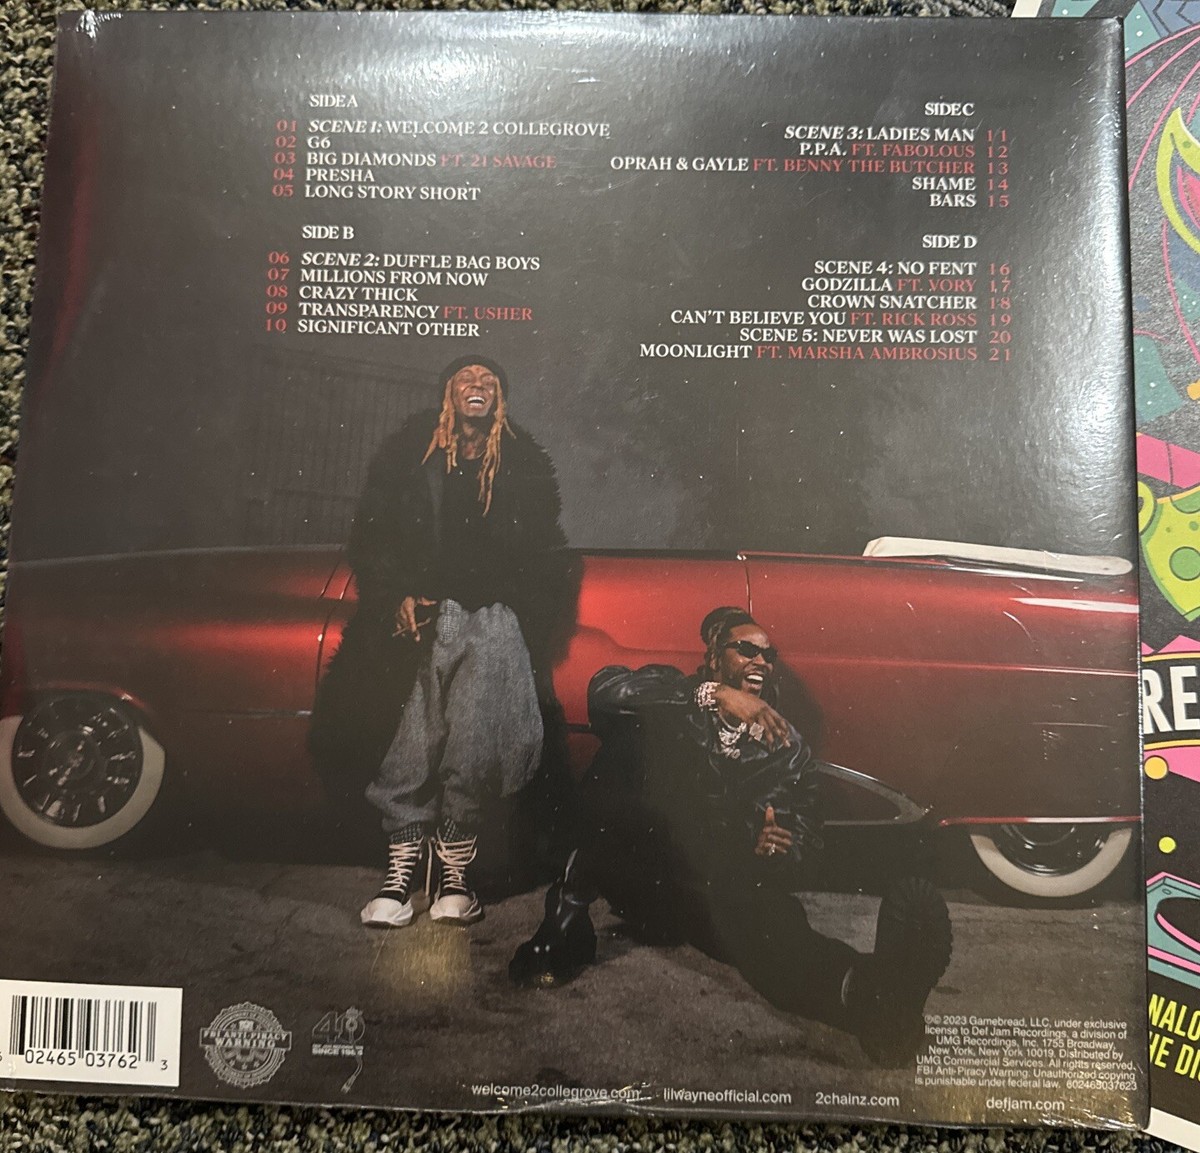 SIDE A
01 SCENE 1: WELCOME 2 COLLEGROVE
02 G6
03 BIG DIAMONDS FT. 21 SAVAGE
04 PRESHA
05 LONG STORY SHORT
SIDE B
06 SCENE 2: DUFFLE BAG BOYS
07 MILLIONS FROM NOW
08 CRAZY THICK
09 TRANSPARENCY FT. USHER
10 SIGNIFICANT OTHER
SIDE C
SCENE 3: LADIES MAN 11
P.P.A. FT. FABOLOUS 12
OPRAH & GAYLE FT. BENNY THE BUTCHER 13
SHAME 14
BARS 15
SIDE D
SCENE 4: NO FENT 16
GODZILLA FT. VORY 17
CROWN SNATCHER 18
CAN'T BELIEVE YOU FT. RICK ROSS 19
SCENE 5: NEVER WAS LOST 20
MOONLIGHT FT. MARSHA AMBROSIUS 21
6 02465 03762 3
FBI ANTI-PIRACY
WARNING
40
SINCE 1984
℗© 2023 Gamebread, LLC, under exclusive
license to Def Jam Recordings, a division of
UMG Recordings, Inc. 1755 Broadway,
New York, New York 10019. Distributed by
UMG Commercial Services. All rights reserved.
FBI Anti-Piracy Warning: Unauthorized copying
is punishable under federal law. 602465037623
welcome2collegrove.com lilwayneofficial.com 2chainz.com defjam.com
RE
NALO
HE DI